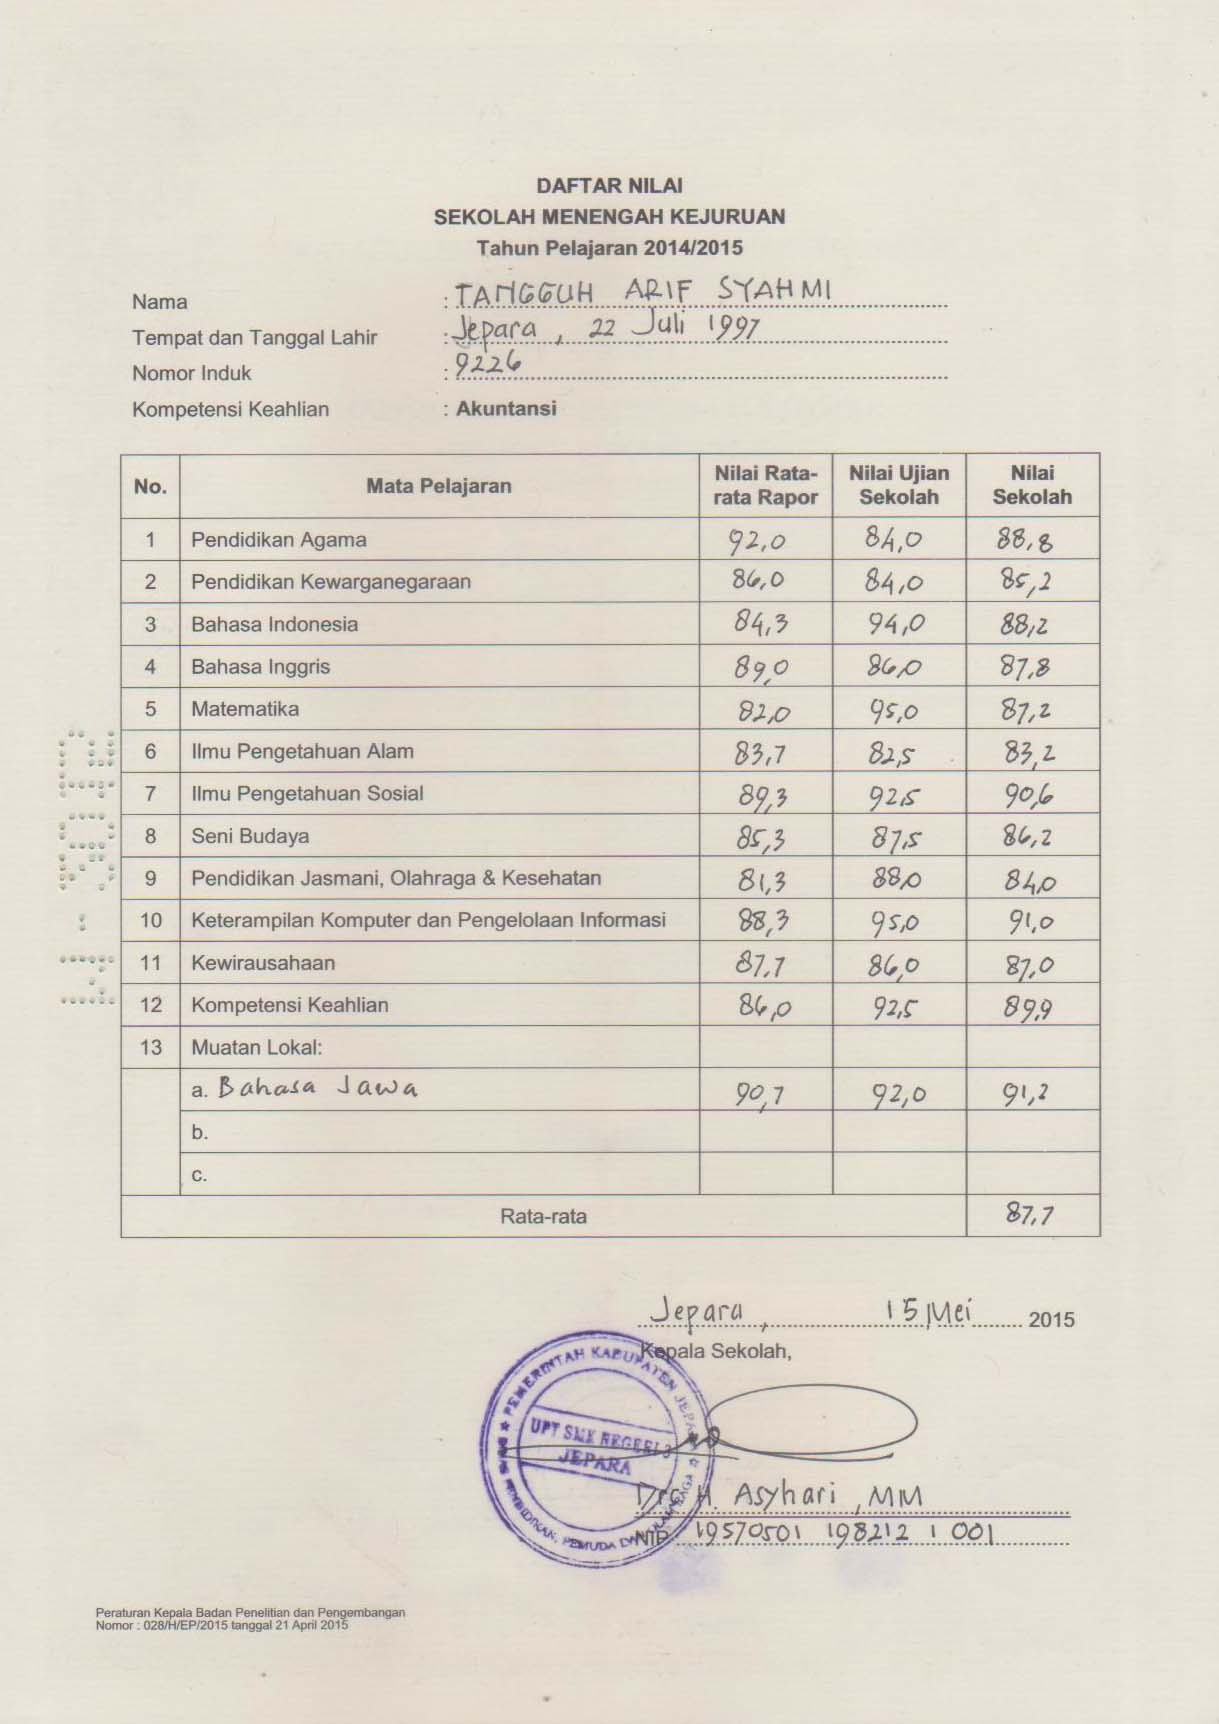 DAFTAR NILAI
SEKOLAH MENENGAH KEJURUAN
Tahun Pelajaran 2014/2015
Nama : TANGGUH ARIF SYAHMI
Tempat dan Tanggal Lahir : Jepara, 22 Juli 1997
Nomor Induk : 9226
Kompetensi Keahlian : Akuntansi
No. Mata Pelajaran Nilai Rata-rata Rapor Nilai Ujian Sekolah Nilai Sekolah
1 Pendidikan Agama 92,0 84,0 88,8
2 Pendidikan Kewarganegaraan 86,0 84,0 85,2
3 Bahasa Indonesia 84,3 94,0 88,2
4 Bahasa Inggris 89,0 86,0 87,8
5 Matematika 82,0 95,0 87,2
6 Ilmu Pengetahuan Alam 83,7 82,5 83,2
7 Ilmu Pengetahuan Sosial 89,3 92,5 90,6
8 Seni Budaya 85,3 87,5 86,2
9 Pendidikan Jasmani, Olahraga & Kesehatan 81,3 88,0 84,0
10 Keterampilan Komputer dan Pengelolaan Informasi 88,3 95,0 91,0
11 Kewirausahaan 87,7 86,0 87,0
12 Kompetensi Keahlian 86,0 92,5 89,9
13 Muatan Lokal:
a. Bahasa Jawa 90,7 92,0 91,2
b.
c.
Rata-rata 87,7
Jepara, 15 Mei 2015
Kepala Sekolah,
PEMERINTAH KABUPATEN JEPARA
UPT SMK NEGERI 3
JEPARA
PENDIDIKAN, PEMUDA DAN OLAHRAGA
Drs. H. Asyhari, MM
NIP. 19570501 198212 1 001
Peraturan Kepala Badan Penelitian dan Pengembangan
Nomor : 028/H/EP/2015 tanggal 21 April 2015